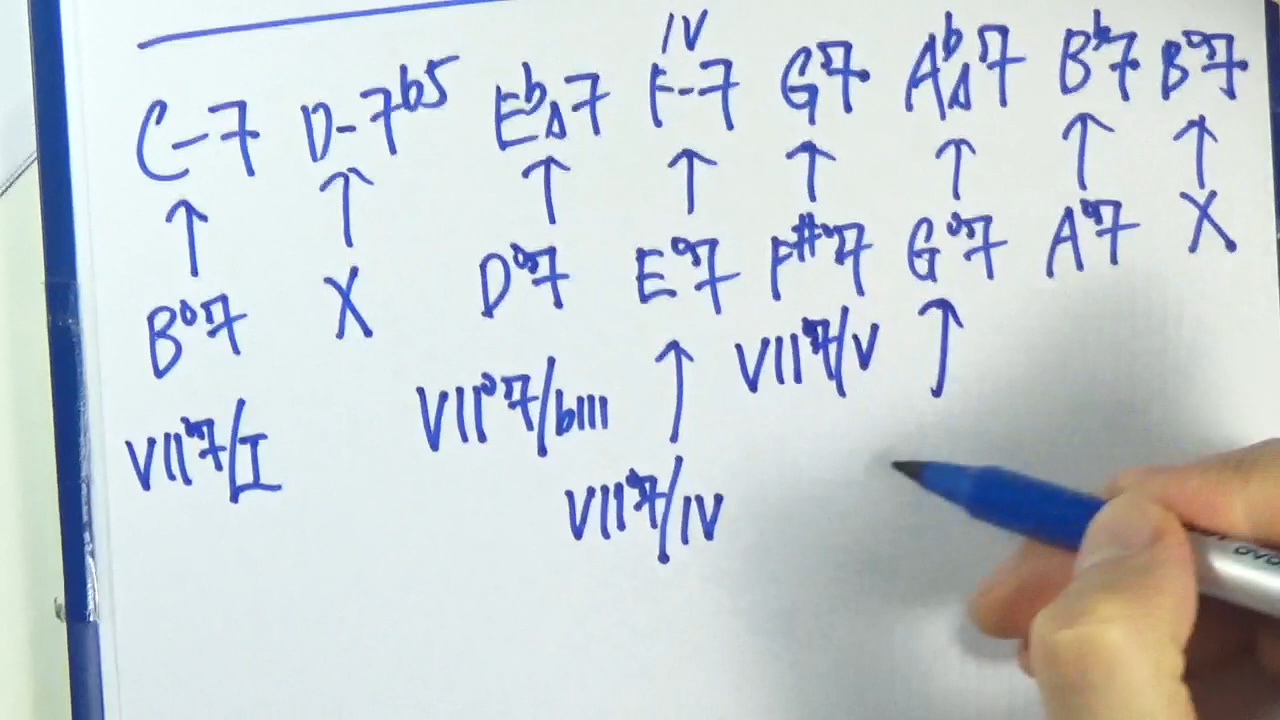 IV
C-7 D-7b5 EbΔ7 F-7 G7 AbΔ7 Bb7 B°7
↑ ↑ ↑ ↑ ↑ ↑ ↑ ↑
B°7 X D°7 E°7 F#°7 G°7 A°7 X
VII°7/I VII°7/bIII ↑ VII°7/V ↑
VII°7/IV